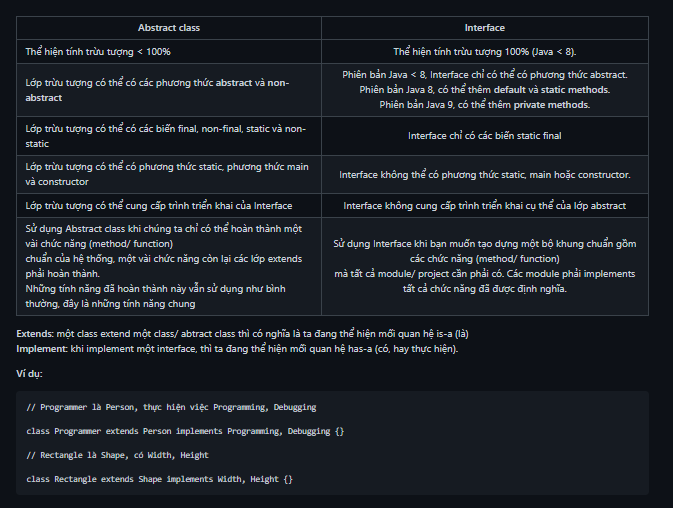 Abstract class
Interface
Thể hiện tính trừu tượng < 100%
Thể hiện tính trừu tượng 100% (Java < 8).
Lớp trừu tượng có thể có các phương thức abstract và non-
abstract
Phiên bản Java < 8, Interface chỉ có thể có phương thức abstract.
Phiên bản Java 8, có thể thêm default và static methods.
Phiên bản Java 9, có thể thêm private methods.
Lớp trừu tượng có thể có các biến final, non-final, static và non-
static
Interface chỉ có các biến static final
Lớp trừu tượng có thể có phương thức static, phương thức main
và constructor
Interface không thể có phương thức static, main hoặc constructor.
Lớp trừu tượng có thể cung cấp trình triển khai của Interface
Interface không cung cấp trình triển khai cụ thể của lớp abstract
Sử dụng Abstract class khi chúng ta chỉ có thể hoàn thành một
vài chức năng (method/ function)
chuẩn của hệ thống, một vài chức năng còn lại các lớp extends
phải hoàn thành.
Những tính năng đã hoàn thành này vẫn sử dụng như bình
thường, đây là những tính năng chung
Sử dụng Interface khi bạn muốn tạo dựng một bộ khung chuẩn gồm
các chức năng (method/ function)
mà tất cả module/ project cần phải có. Các module phải implements
tất cả chức năng đã được định nghĩa.
Extends: một class extend một class/ abtract class thì có nghĩa là ta đang thể hiện mối quan hệ is-a (là)
Implement: khi implement một interface, thì ta đang thể hiện mối quan hệ has-a (có, hay thực hiện).
Ví dụ:
// Programmer là Person, thực hiện việc Programming, Debugging
class Programmer extends Person implements Programming, Debugging {}
// Rectangle là Shape, có Width, Height
class Rectangle extends Shape implements Width, Height {}